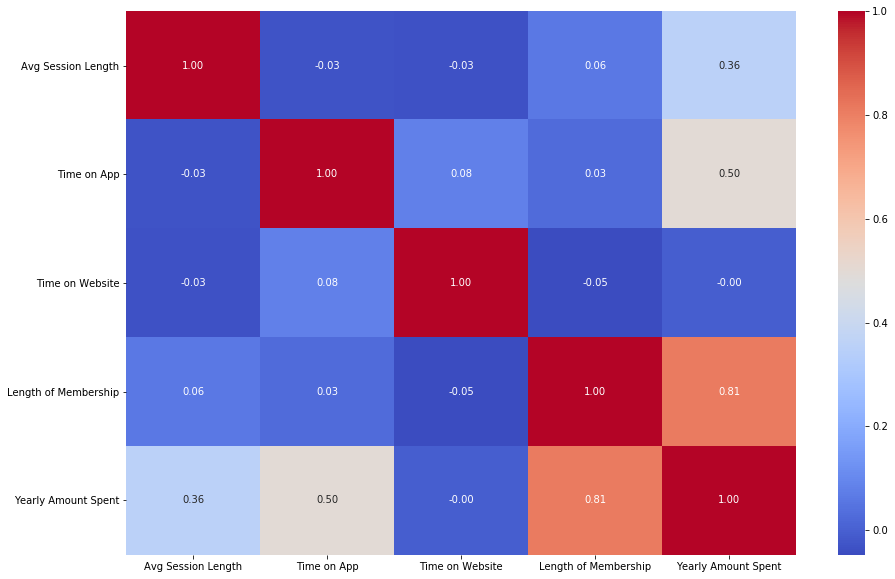 Avg Session Length 1.00 -0.03 -0.03 0.06 0.36
Time on App -0.03 1.00 0.08 0.03 0.50
Time on Website -0.03 0.08 1.00 -0.05 -0.00
Length of Membership 0.06 0.03 -0.05 1.00 0.81
Yearly Amount Spent 0.36 0.50 -0.00 0.81 1.00
Avg Session Length Time on App Time on Website Length of Membership Yearly Amount Spent
1.0
0.8
0.6
0.4
0.2
0.0